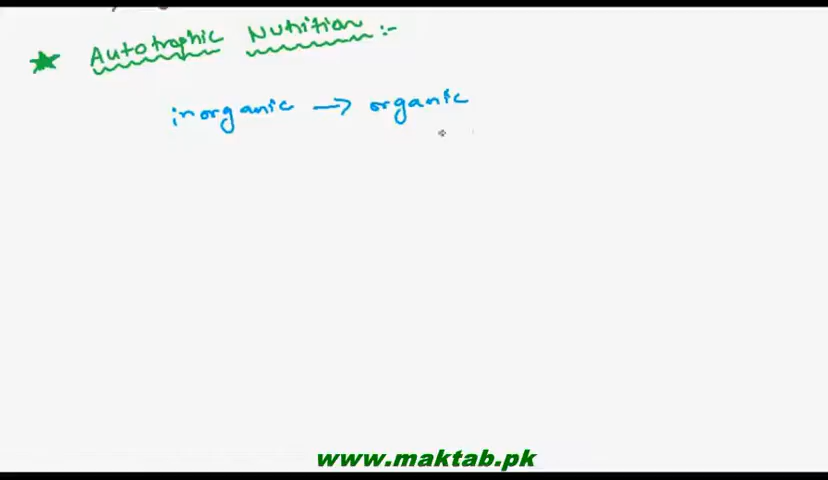 ★ Autotrophic Nutrition :-
inorganic → organic
www.maktab.pk